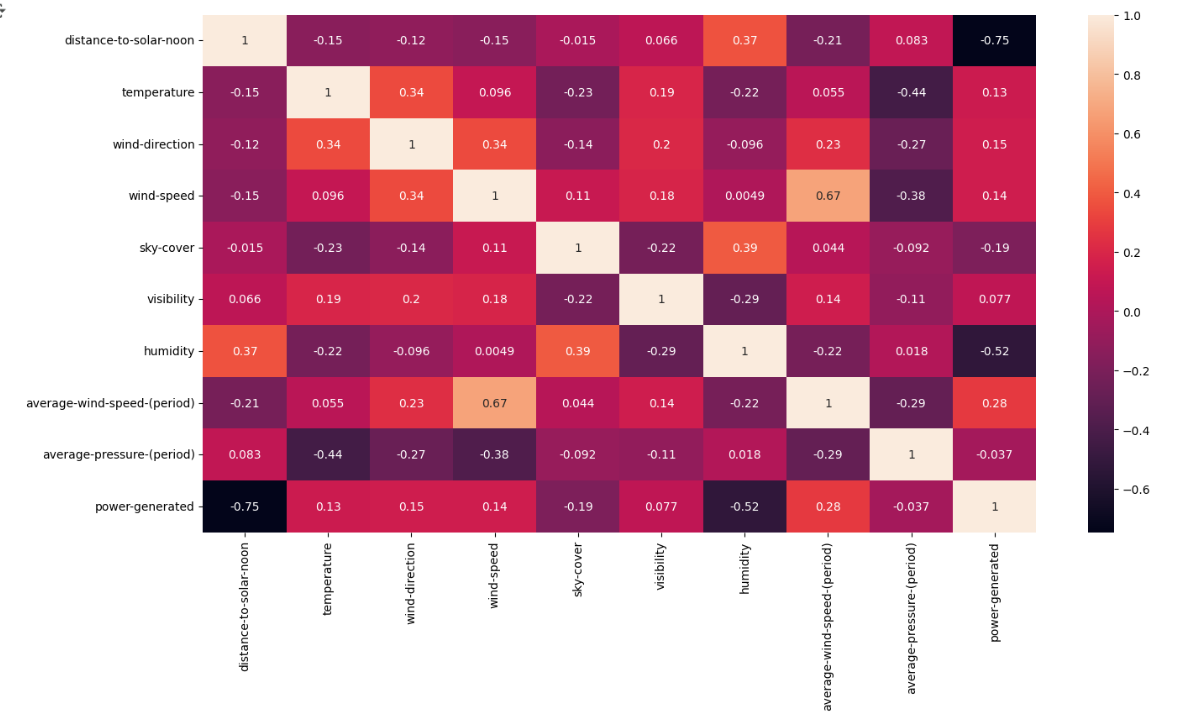 distance-to-solar-noon 1 -0.15 -0.12 -0.15 -0.015 0.066 0.37 -0.21 0.083 -0.75
temperature -0.15 1 0.34 0.096 -0.23 0.19 -0.22 0.055 -0.44 0.13
wind-direction -0.12 0.34 1 0.34 -0.14 0.2 -0.096 0.23 -0.27 0.15
wind-speed -0.15 0.096 0.34 1 0.11 0.18 0.0049 0.67 -0.38 0.14
sky-cover -0.015 -0.23 -0.14 0.11 1 -0.22 0.39 0.044 -0.092 -0.19
visibility 0.066 0.19 0.2 0.18 -0.22 1 -0.29 0.14 -0.11 0.077
humidity 0.37 -0.22 -0.096 0.0049 0.39 -0.29 1 -0.22 0.018 -0.52
average-wind-speed-(period) -0.21 0.055 0.23 0.67 0.044 0.14 -0.22 1 -0.29 0.28
average-pressure-(period) 0.083 -0.44 -0.27 -0.38 -0.092 -0.11 0.018 -0.29 1 -0.037
power-generated -0.75 0.13 0.15 0.14 -0.19 0.077 -0.52 0.28 -0.037 1
distance-to-solar-noon
temperature
wind-direction
wind-speed
sky-cover
visibility
humidity
average-wind-speed-(period)
average-pressure-(period)
power-generated
1.0
0.8
0.6
0.4
0.2
0.0
−0.2
−0.4
−0.6